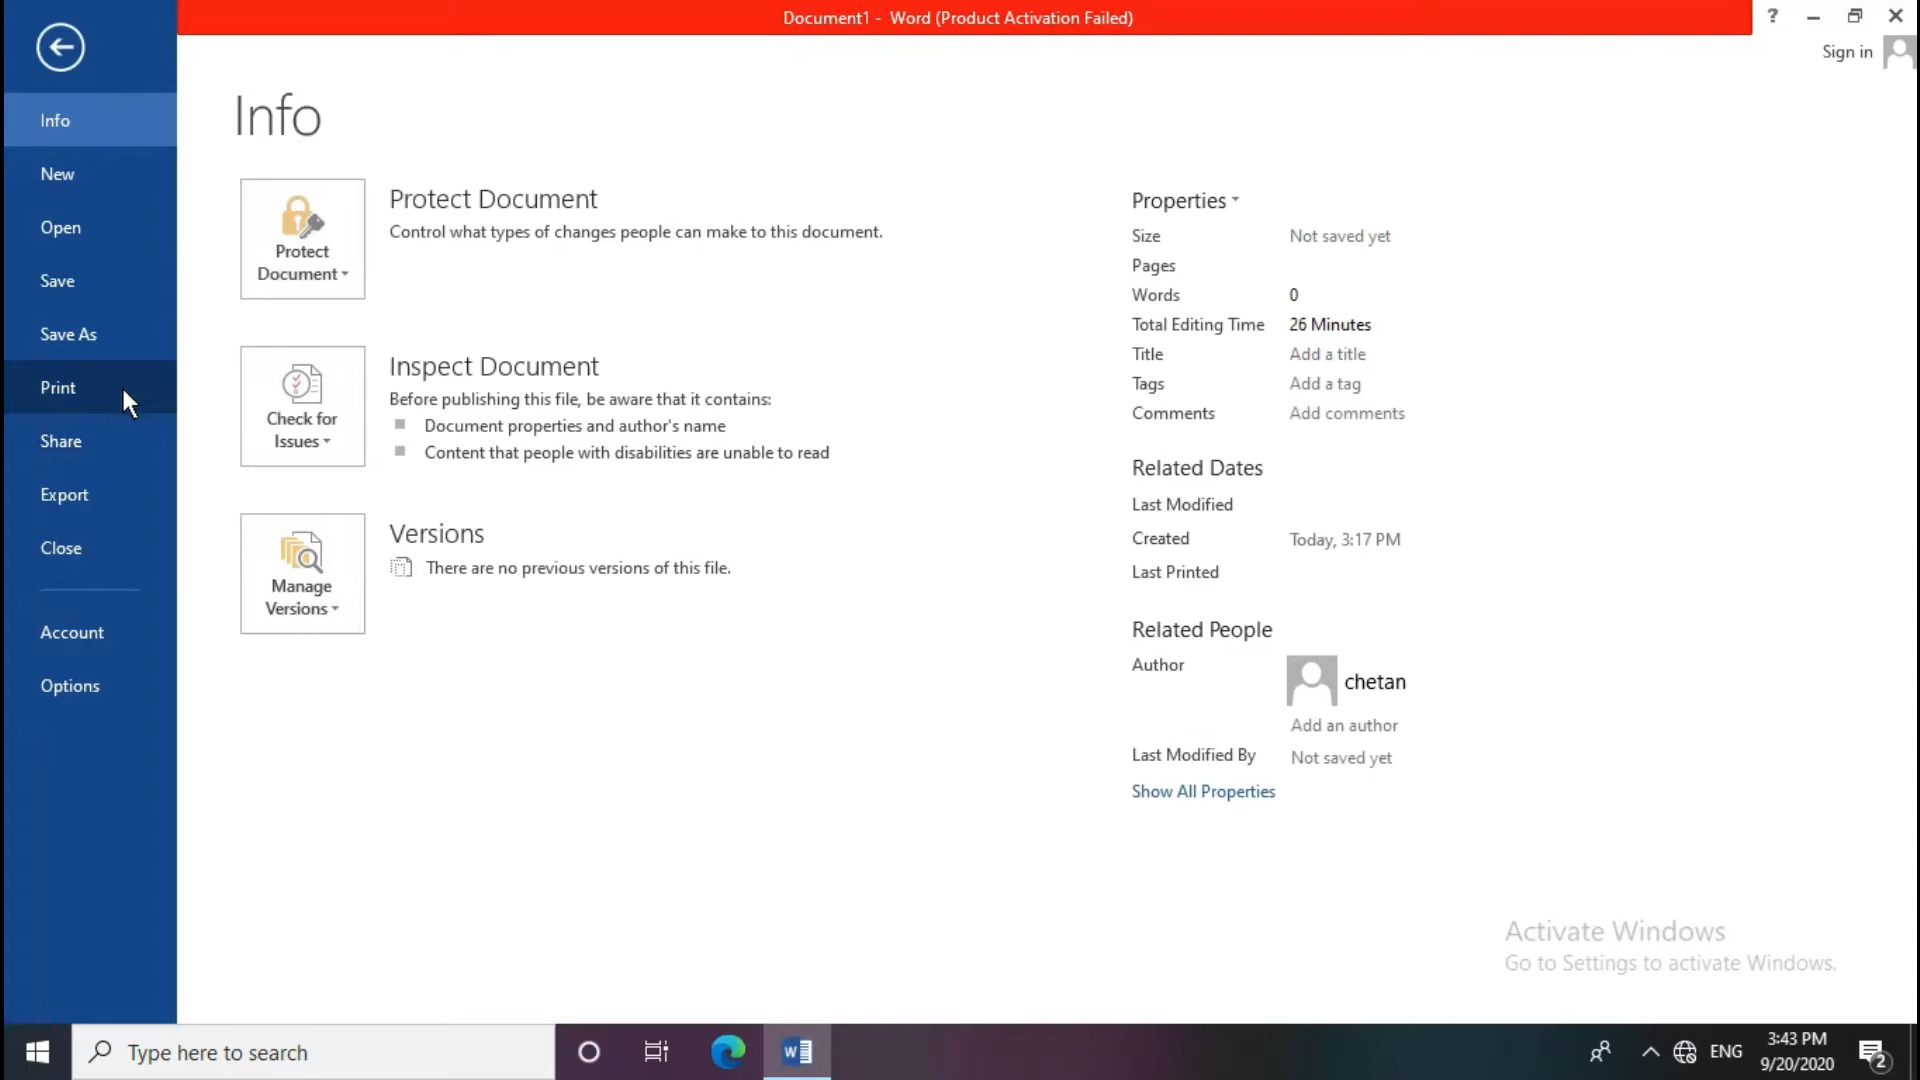 Document1 - Word (Product Activation Failed)
?
Sign in
Info
New
Open
Save
Save As
Print
Share
Export
Close
Account
Options
Info
Protect Document
Protect Document
Control what types of changes people can make to this document.
Check for Issues
Inspect Document
Before publishing this file, be aware that it contains:
Document properties and author's name
Content that people with disabilities are unable to read
Manage Versions
Versions
There are no previous versions of this file.
Properties
Size Not saved yet
Pages
Words 0
Total Editing Time 26 Minutes
Title Add a title
Tags Add a tag
Comments Add comments
Related Dates
Last Modified
Created Today, 3:17 PM
Last Printed
Related People
Author chetan
Add an author
Last Modified By Not saved yet
Show All Properties
Activate Windows
Go to Settings to activate Windows.
Type here to search
W
ENG
3:43 PM
9/20/2020
2